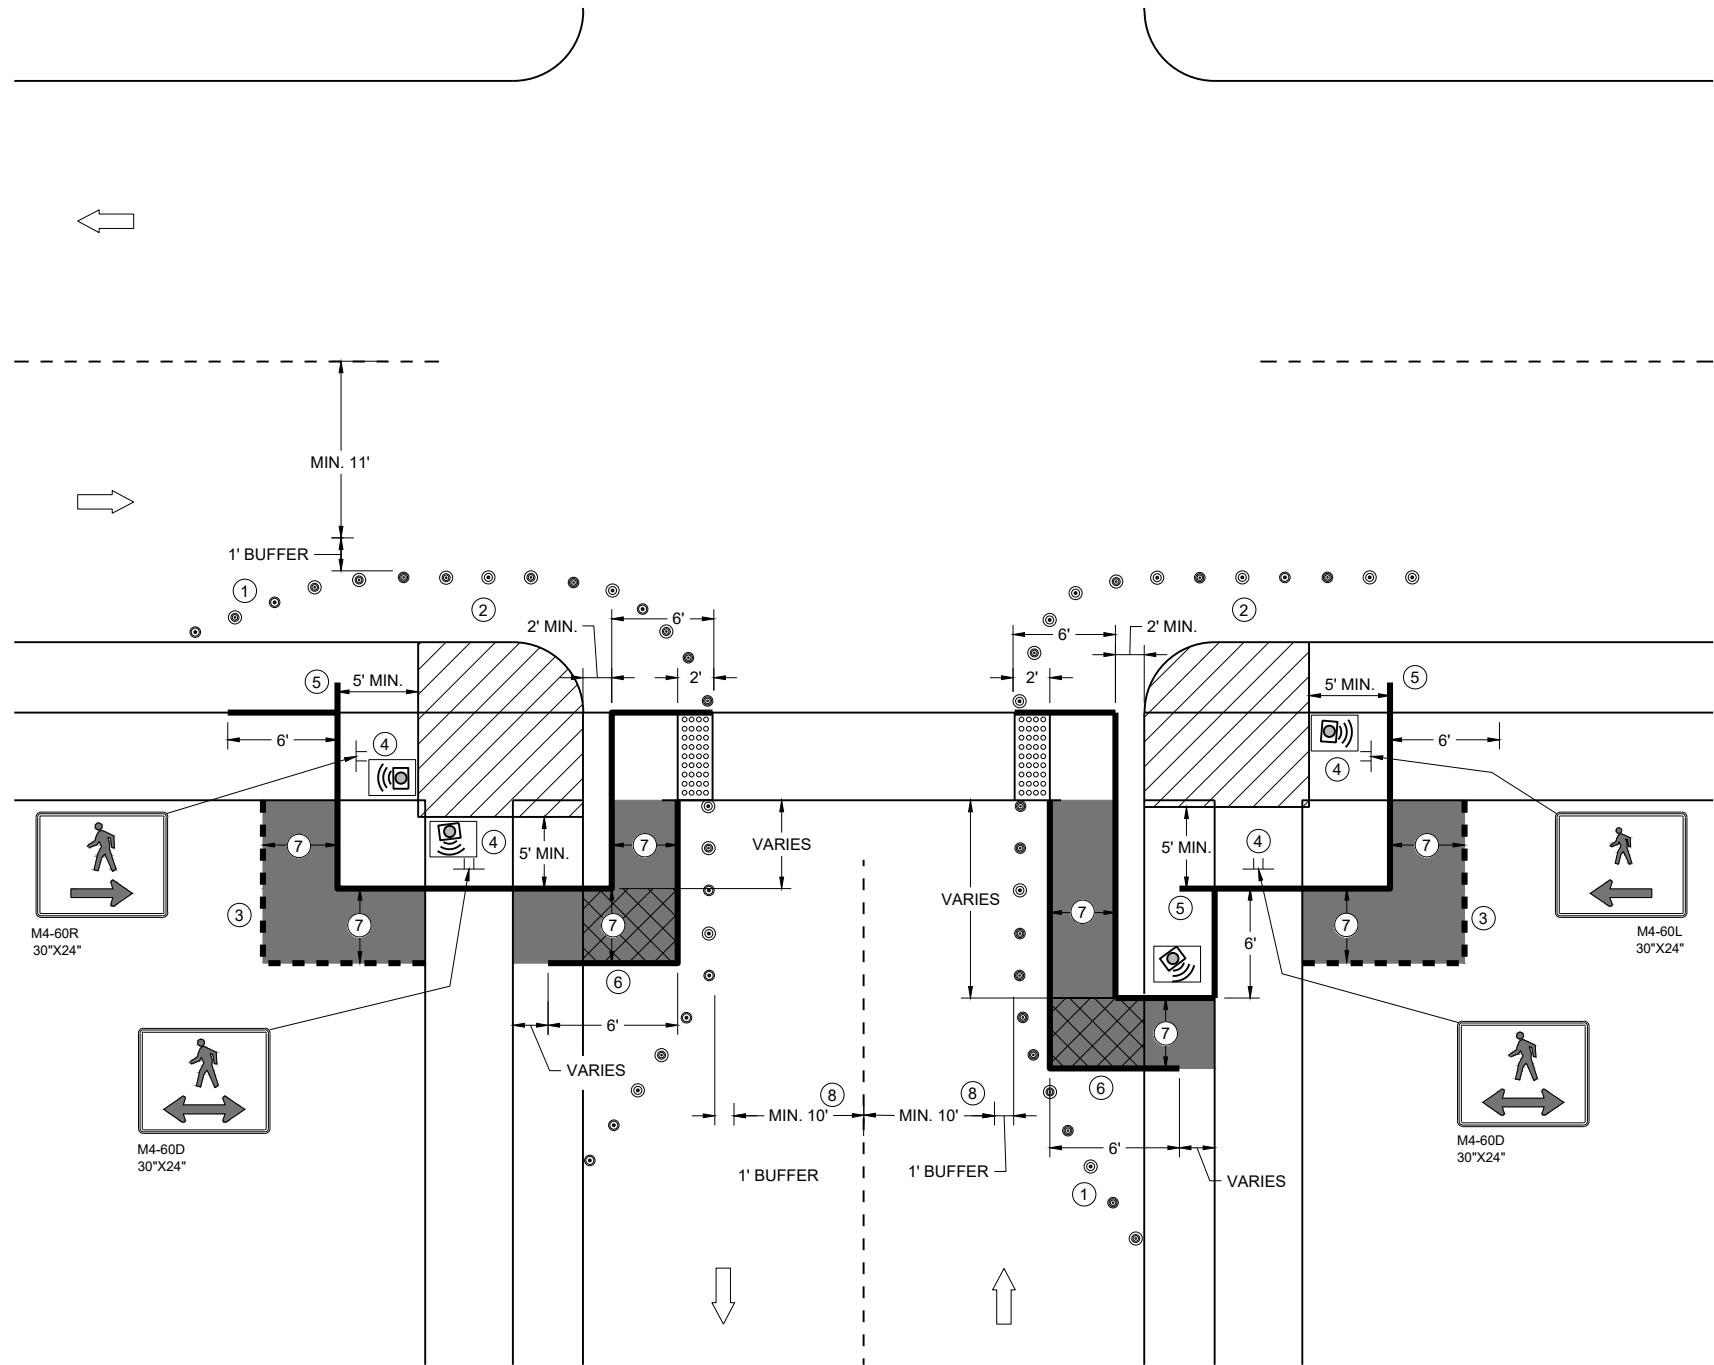 MIN. 11'
1' BUFFER
1
2
2' MIN.
6'
6'
2' MIN.
2
5
5' MIN.
2'
2'
5' MIN.
5
6'
4
4
6'
7
4
5' MIN.
7
VARIES
5' MIN.
4
7
M4-60R
30"X24"
3
7
7
VARIES
7
5
6'
7
3
M4-60L
30"X24"
6
6'
VARIES
7
6
8
MIN. 10'
8
MIN. 10'
M4-60D
30"X24"
1' BUFFER
1' BUFFER
6'
VARIES
1
M4-60D
30"X24"